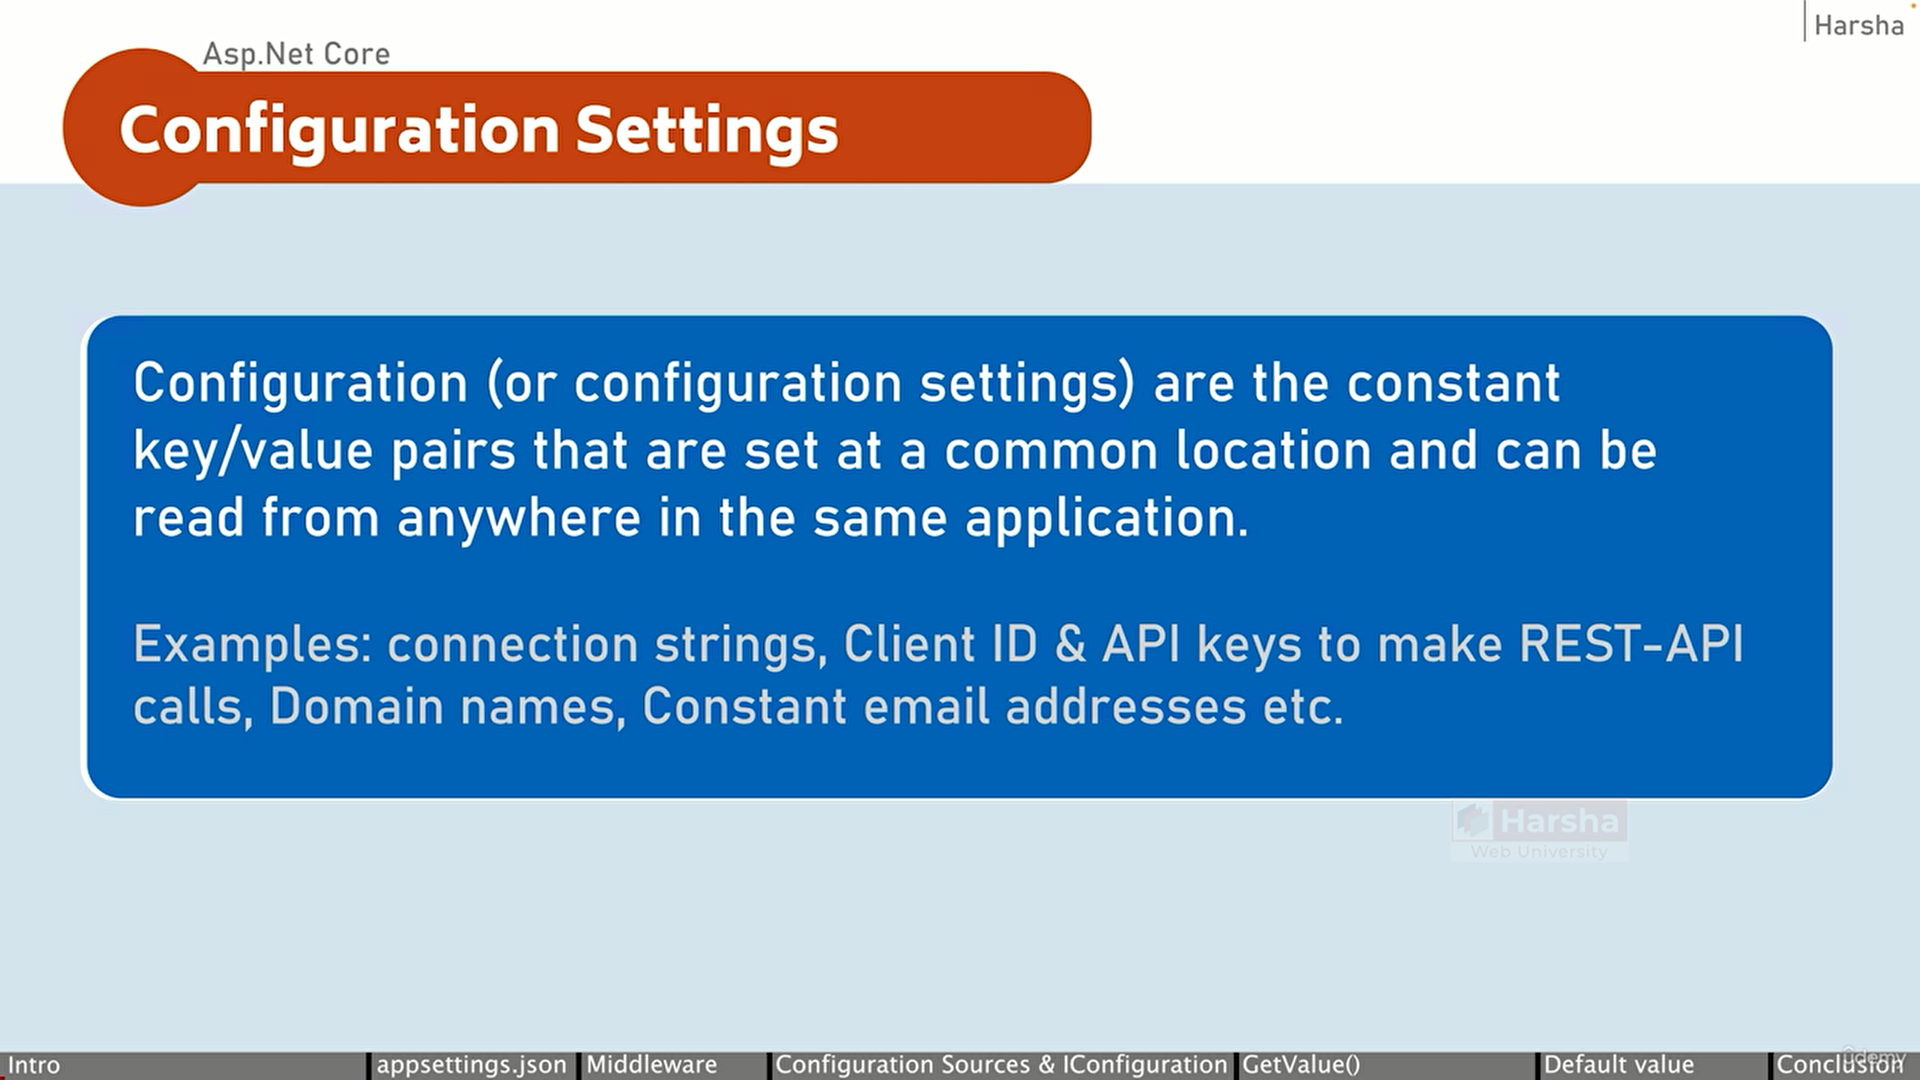 Harsha
Asp.Net Core
Configuration Settings
Configuration (or configuration settings) are the constant
key/value pairs that are set at a common location and can be
read from anywhere in the same application.
Examples: connection strings, Client ID & API keys to make REST-API
calls, Domain names, Constant email addresses etc.
Harsha
Web University
Intro
appsettings.json
Middleware
Configuration Sources & IConfiguration
GetValue()
Default value
Conclusion
ûdemy